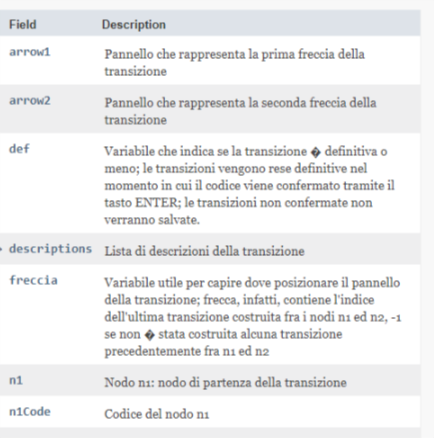 Field Description
arrow1 Pannello che rappresenta la prima freccia della
transizione
arrow2 Pannello che rappresenta la seconda freccia della
transizione
def Variabile che indica se la transizione � definitiva o
meno; le transizioni vengono rese definitive nel
momento in cui il codice viene confermato tramite il
tasto ENTER; le transizioni non confermate non
verranno salvate.
descriptions Lista di descrizioni della transizione
freccia Variabile utile per capire dove posizionare il pannello
della transizione; frecca, infatti, contiene l'indice
dell'ultima transizione costruita fra i nodi n1 ed n2, -1
se non � stata costruita alcuna transizione
precedentemente fra n1 ed n2
n1 Nodo n1: nodo di partenza della transizione
n1Code Codice del nodo n1